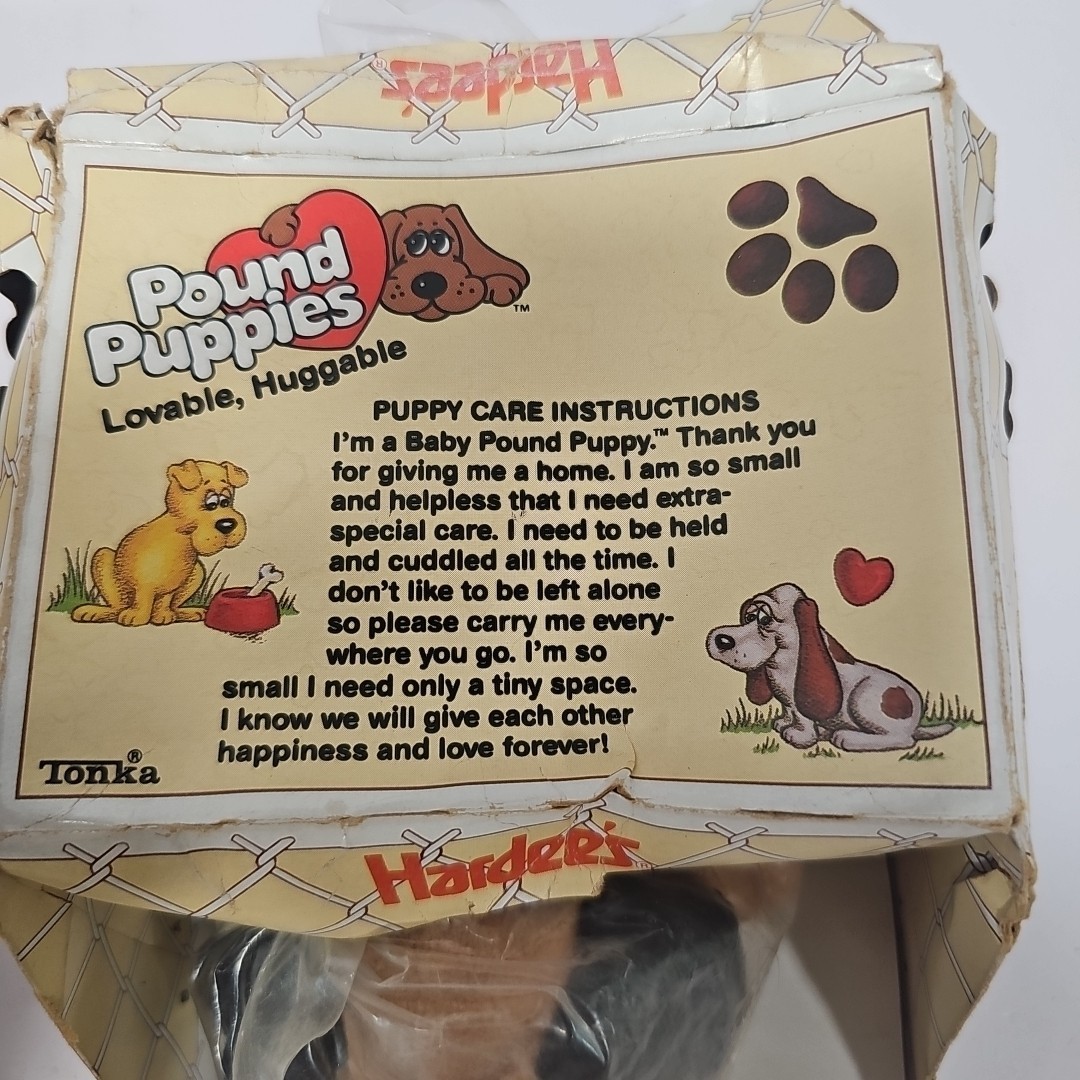 Hardee's®
Pound
Puppies
TM
Lovable, Huggable
PUPPY CARE INSTRUCTIONS
I'm a Baby Pound Puppy.™ Thank you
for giving me a home. I am so small
and helpless that I need extra-
special care. I need to be held
and cuddled all the time. I
don't like to be left alone
so please carry me every-
where you go. I'm so
small I need only a tiny space.
I know we will give each other
happiness and love forever!
Tonka®
Hardee's®